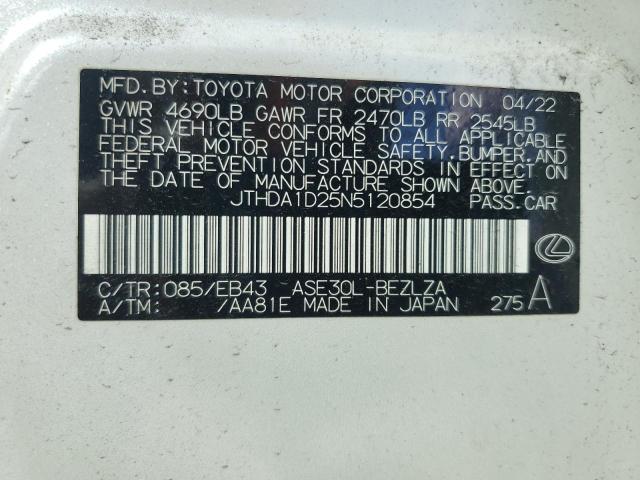 MFD.BY:TOYOTA MOTOR CORPORATION 04/22
GVWR 4690LB GAWR FR 2470LB RR 2545LB
THIS VEHICLE CONFORMS TO ALL APPLICABLE
FEDERAL MOTOR VEHICLE SAFETY,BUMPER,AND
THEFT PREVENTION STANDARDS IN EFFECT ON
THE DATE OF MANUFACTURE SHOWN ABOVE.
JTHDA1D25N5120854 PASS.CAR
C/TR:085/EB43 ASE30L-BEZLZA
A/TM: /AA81E MADE IN JAPAN 275 A